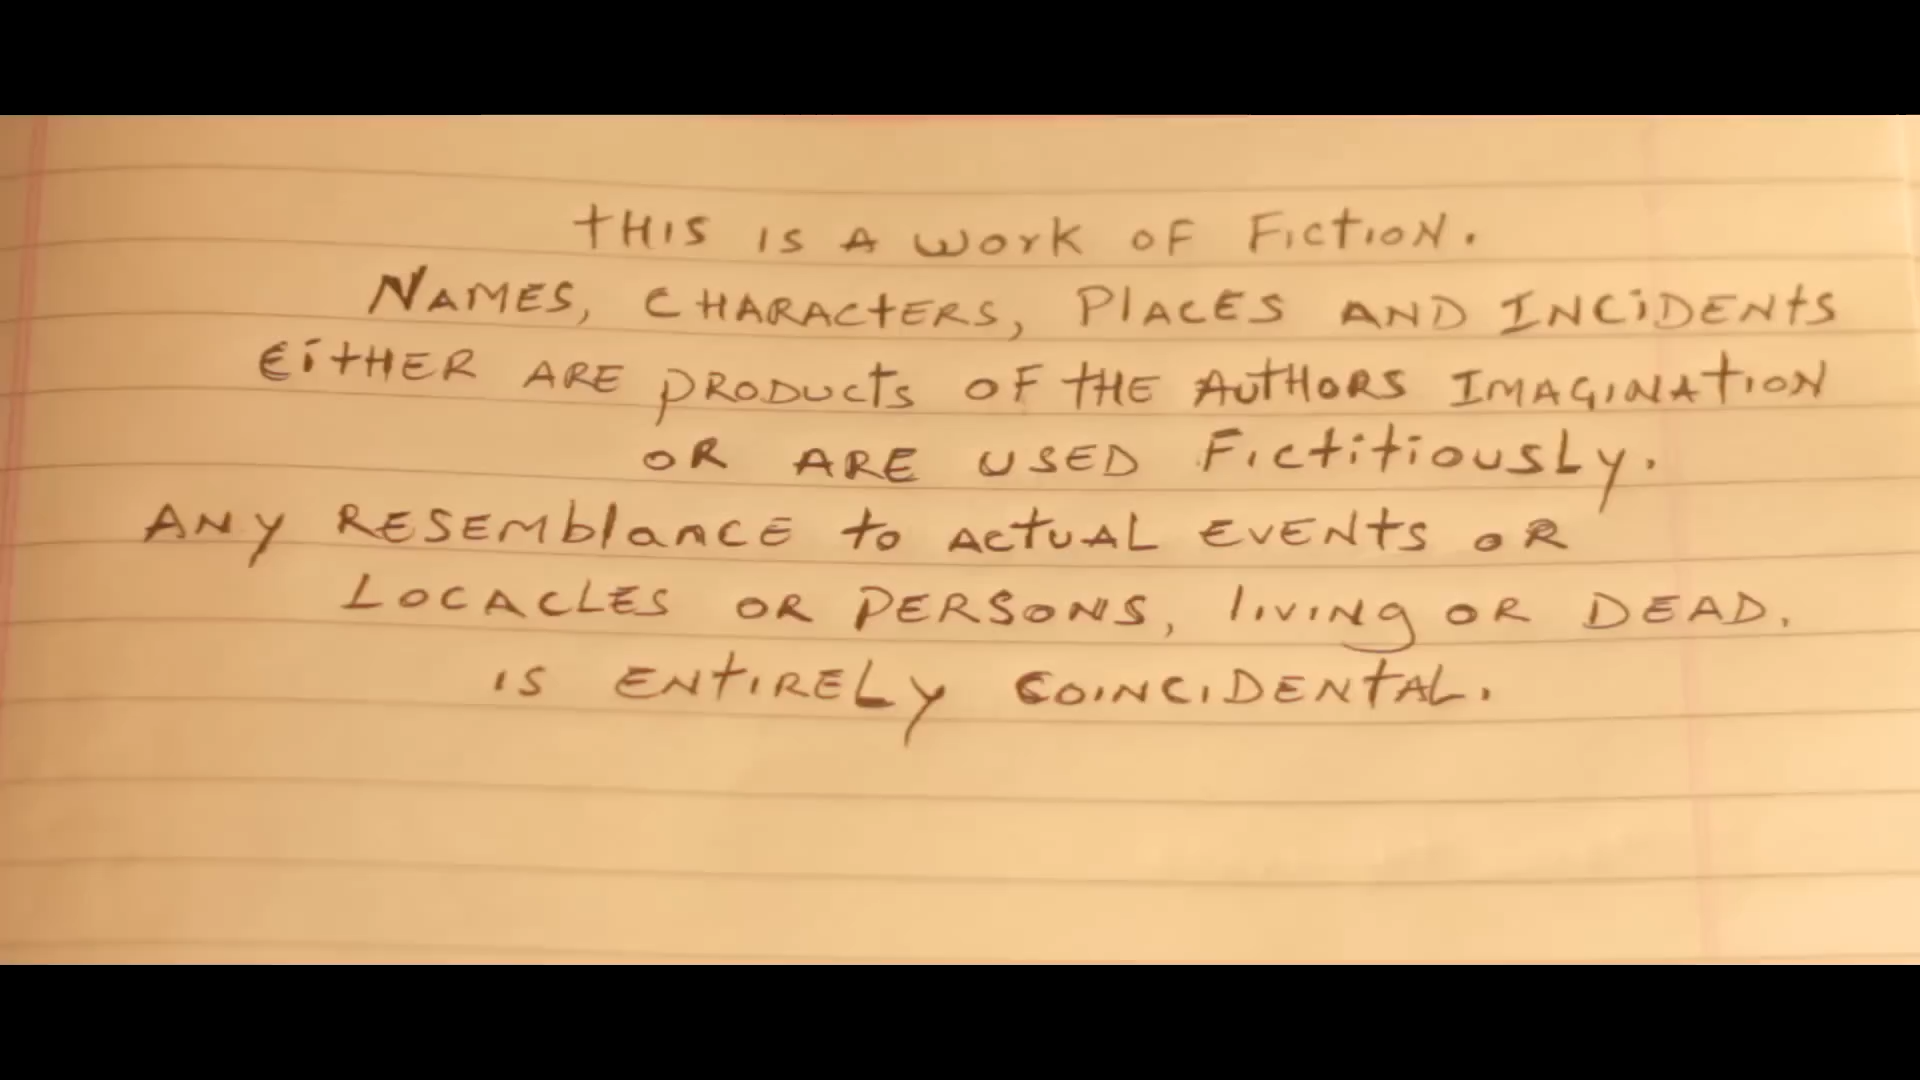 THIS IS A WORK OF FICTION.
NAMES, CHARACTERS, PLACES AND INCIDENTS
EITHER ARE PRODUCTS OF THE AUTHORS IMAGINATION
OR ARE USED FICTITIOUSLY.
ANY RESEMBLANCE TO ACTUAL EVENTS OR
LOCACLES OR PERSONS, LIVING OR DEAD.
IS ENTIRELY COINCIDENTAL.